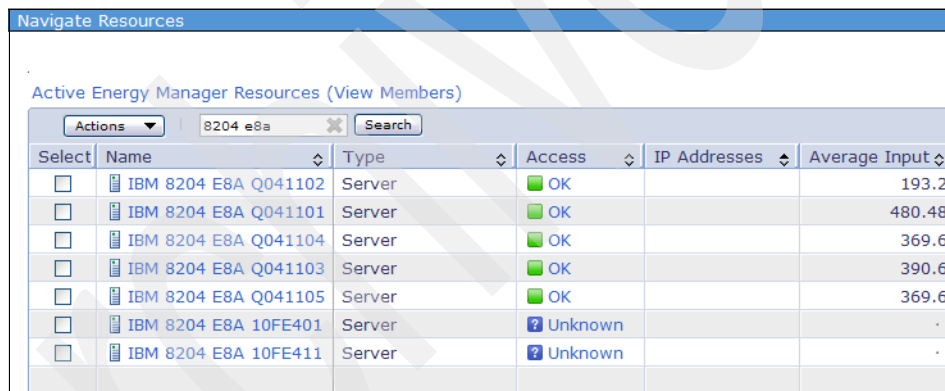 Navigate Resources
Active Energy Manager Resources (View Members)
Actions 8204 e8a Search
Select Name Type Access IP Addresses Average Input
IBM 8204 E8A Q041102 Server OK 193.2
IBM 8204 E8A Q041101 Server OK 480.48
IBM 8204 E8A Q041104 Server OK 369.6
IBM 8204 E8A Q041103 Server OK 390.6
IBM 8204 E8A Q041105 Server OK 369.6
IBM 8204 E8A 10FE401 Server ? Unknown
IBM 8204 E8A 10FE411 Server ? Unknown